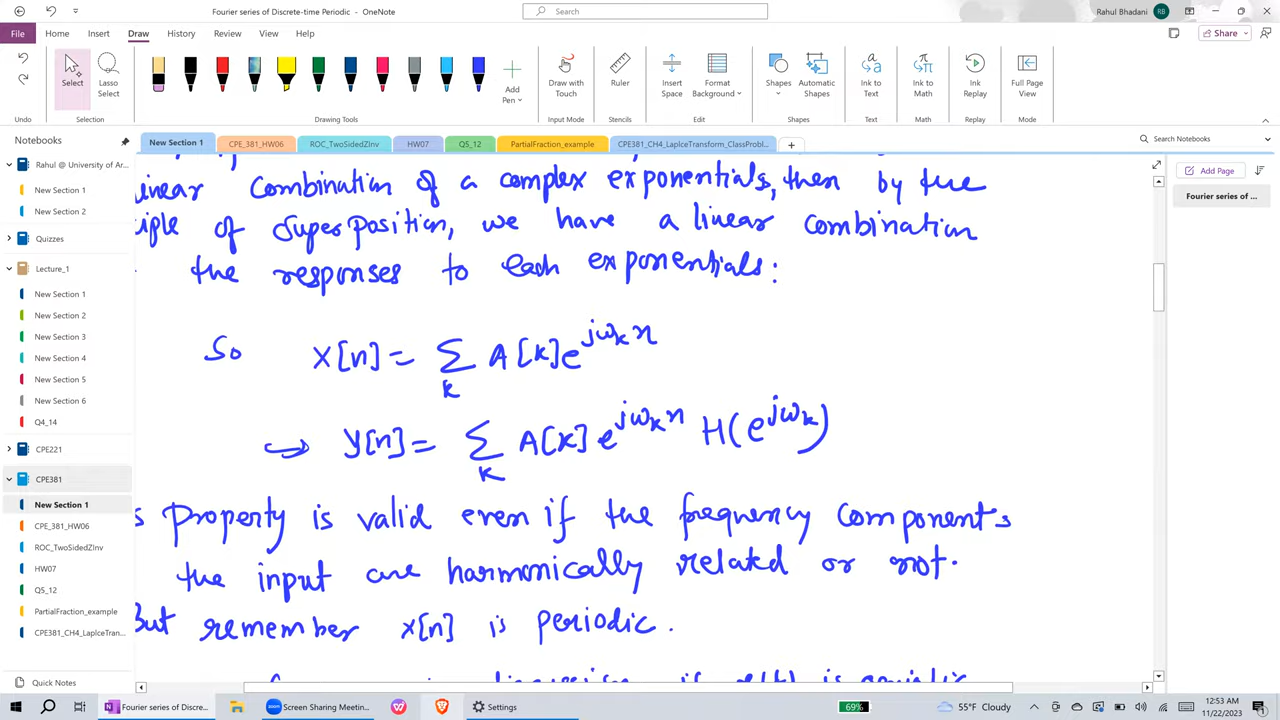 Fourier series of Discrete-time Periodic - OneNote
Search
Rahul Bhadani
RB
File Home Insert Draw History Review View Help
Share
Select
Lasso Select
Add Pen
Draw with Touch
Ruler
Insert Space
Format Background
Shapes
Automatic Shapes
Ink to Text
Ink to Math
Ink Replay
Full Page View
Undo
Selection
Drawing Tools
Input Mode
Stencils
Edit
Convert
Replay
View
Notebooks
New Section 1
CPE_381_HW06
ROC_TwoSidedZInv
HW07
Q5_12
PartialFraction_example
CPE381_CH4_LaplceTransform_ClassProbl...
Search Notebooks
Add Page
Fourier series of ...
Rahul @ University of Ar...
New Section 1
New Section 2
Quizzes
Lecture_1
New Section 1
New Section 2
New Section 3
New Section 4
New Section 5
New Section 6
Q4_14
CPE221
CPE381
New Section 1
CPE_381_HW06
ROC_TwoSidedZInv
HW07
Q5_12
PartialFraction_example
CPE381_CH4_LaplceTran...
Quick Notes
linear combination of a complex exponentials, then by the
iple of superposition, we have a linear combination
the responses to each exponentials:
So x[n] = ∑_k A[k] e^{jω_k n}
↪ y[n] = ∑_k A[k] e^{jω_k n} H(e^{jω_k})
s property is valid even if the frequency components
the input are harmonically related or not.
But remember x[n] is periodic.
Fourier series of Discre...
Screen Sharing Meetin...
Settings
69%
55°F Cloudy
12:53 AM
11/22/2023